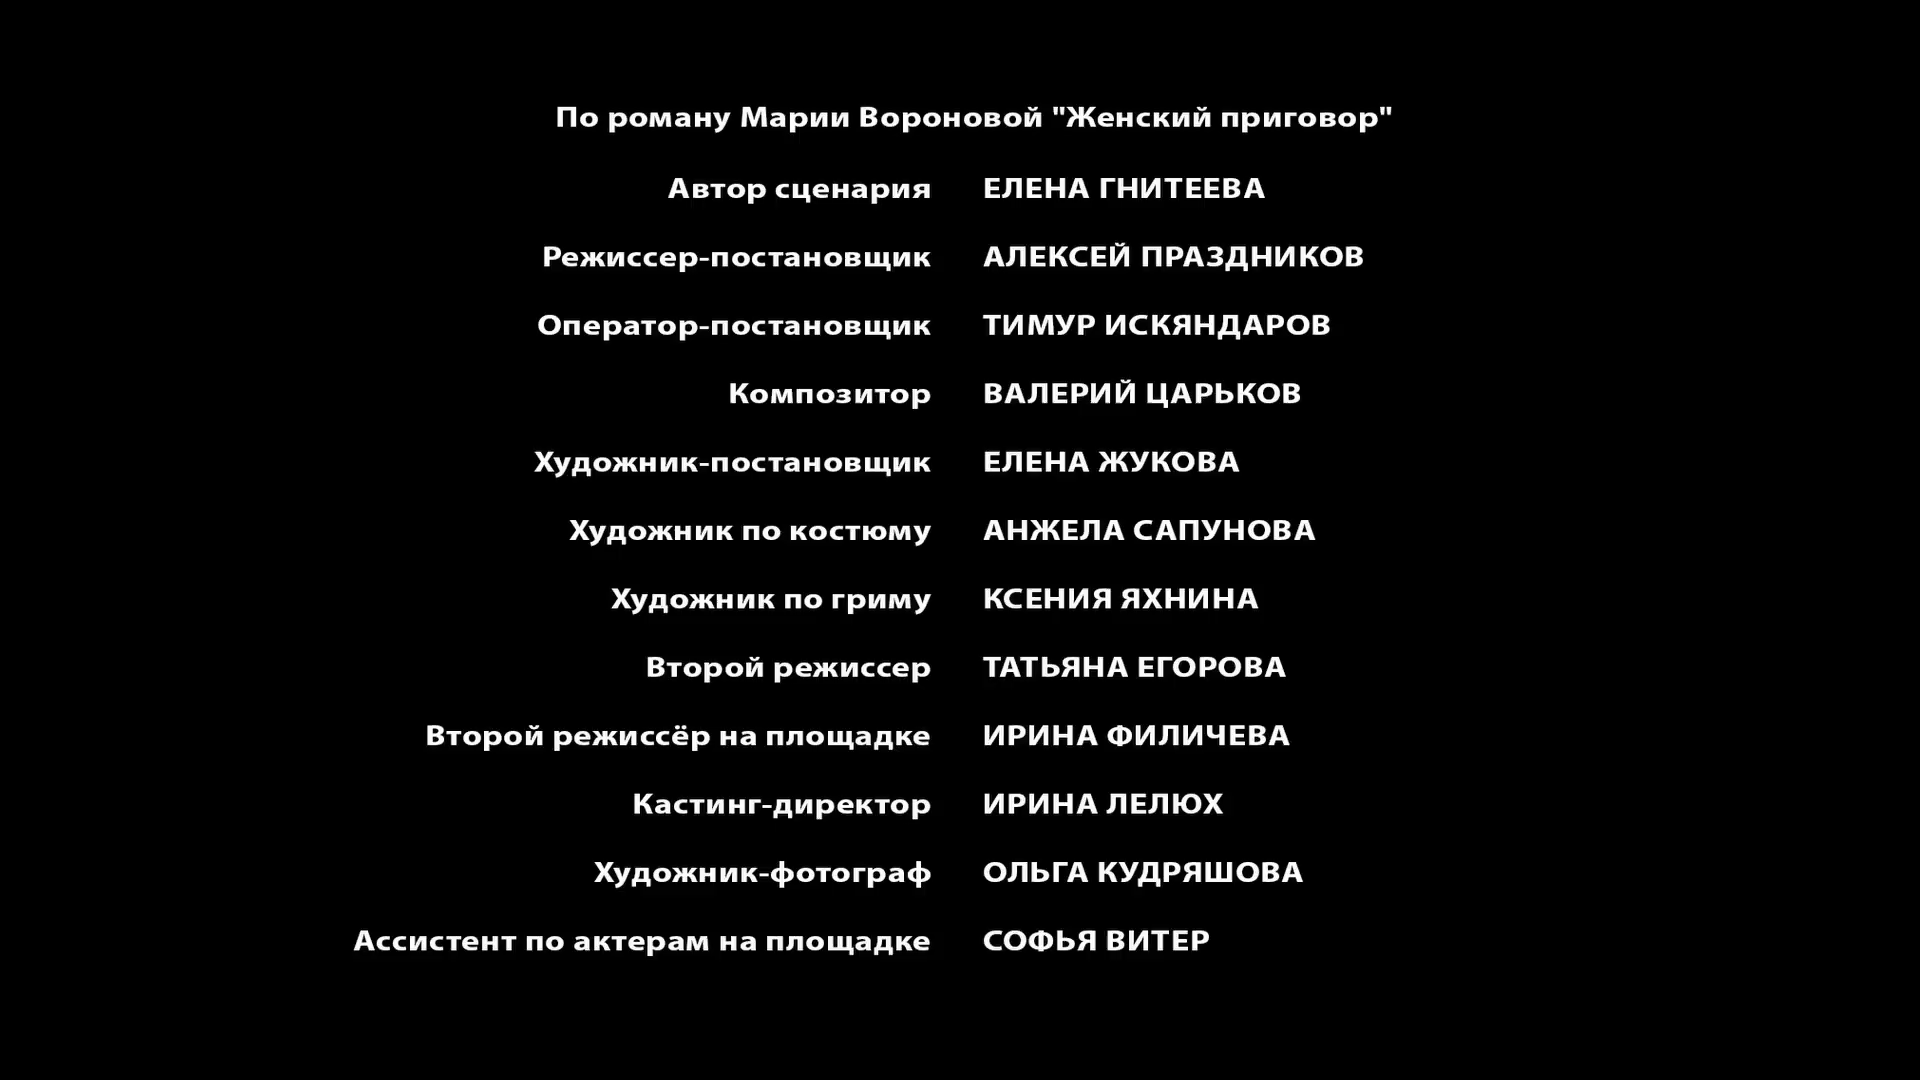 По роману Марии Вороновой "Женский приговор"
Автор сценария ЕЛЕНА ГНИТЕЕВА
Режиссер-постановщик АЛЕКСЕЙ ПРАЗДНИКОВ
Оператор-постановщик ТИМУР ИСКЯНДАРОВ
Композитор ВАЛЕРИЙ ЦАРЬКОВ
Художник-постановщик ЕЛЕНА ЖУКОВА
Художник по костюму АНЖЕЛА САПУНОВА
Художник по гриму КСЕНИЯ ЯХНИНА
Второй режиссер ТАТЬЯНА ЕГОРОВА
Второй режиссёр на площадке ИРИНА ФИЛИЧЕВА
Кастинг-директор ИРИНА ЛЕЛЮХ
Художник-фотограф ОЛЬГА КУДРЯШОВА
Ассистент по актерам на площадке СОФЬЯ ВИТЕР